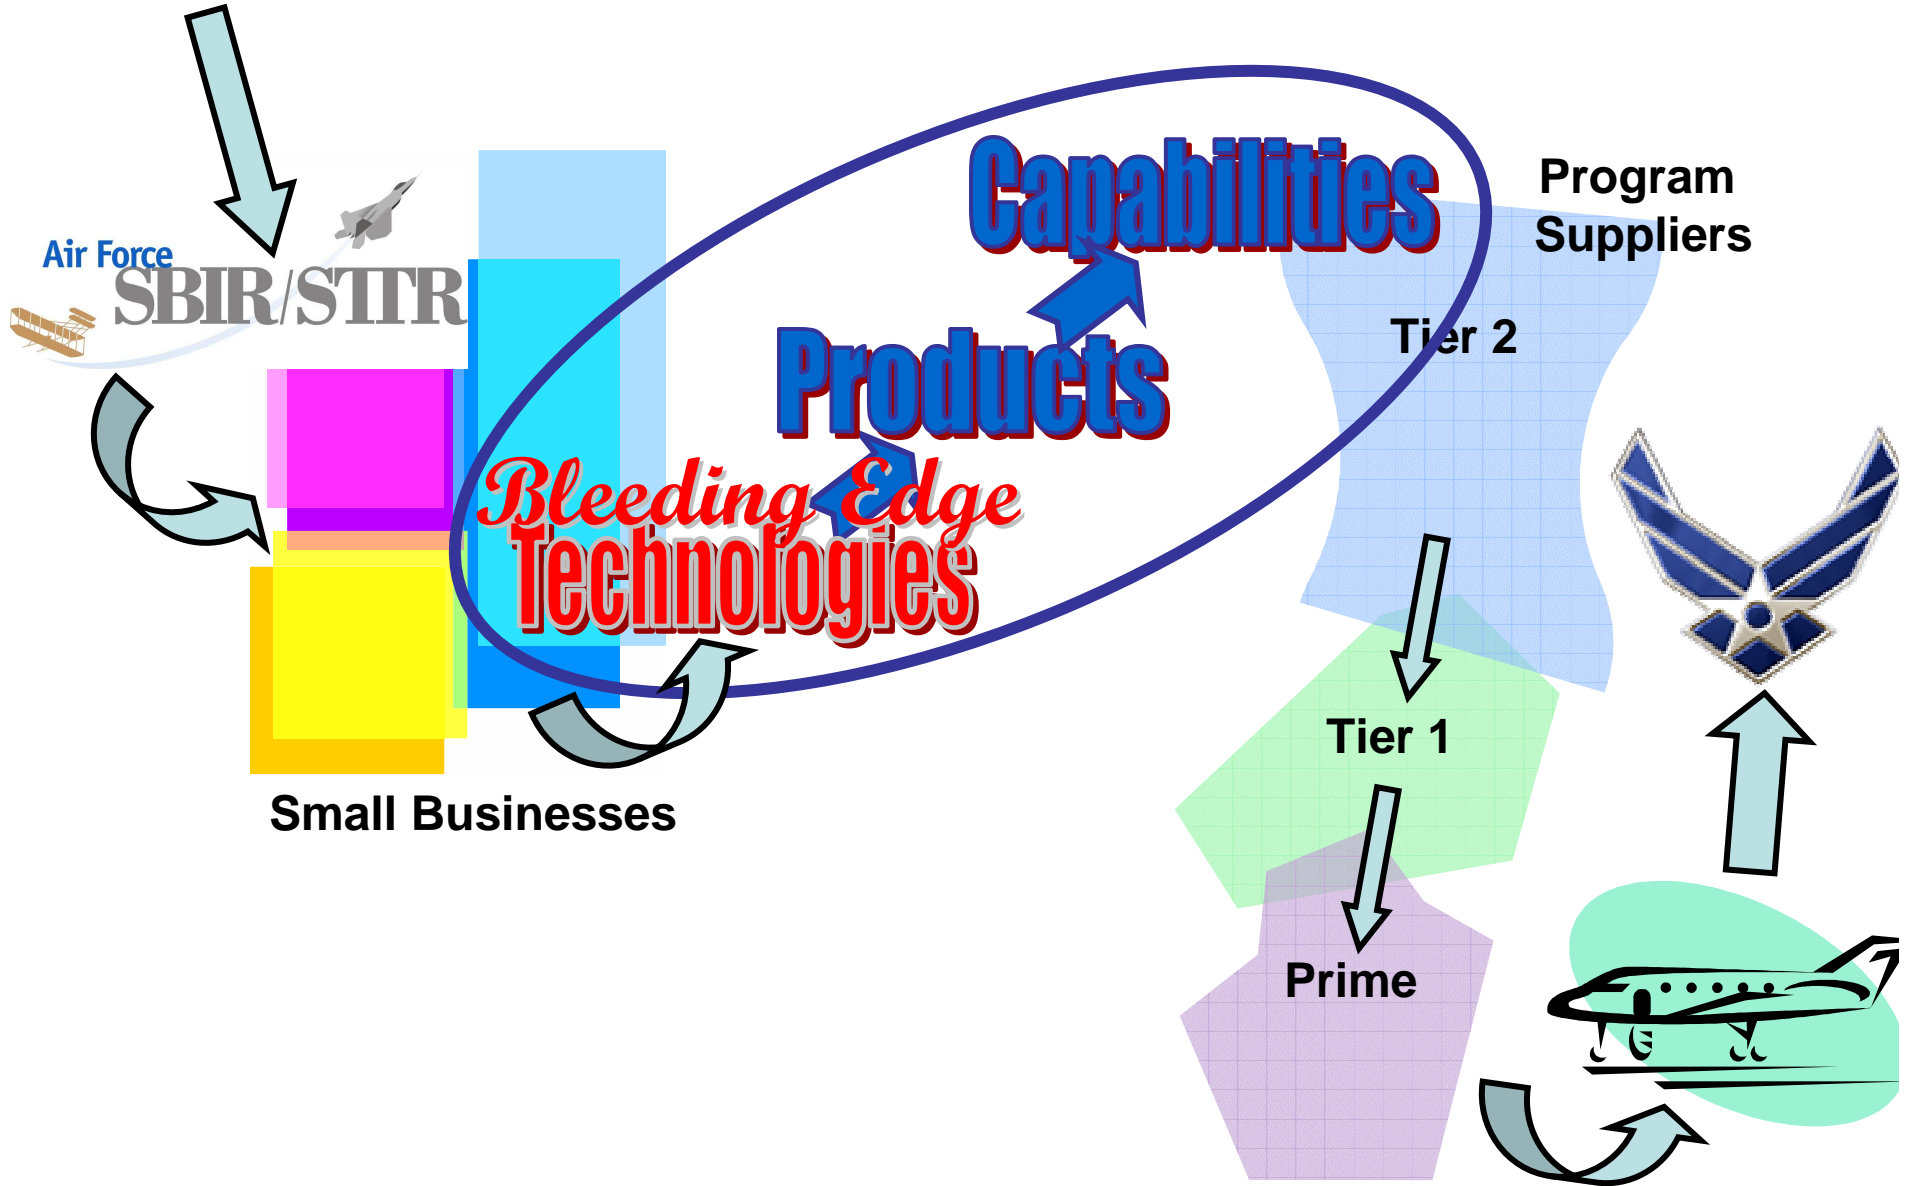 Air Force
SBIR/STTR
Small Businesses
Bleeding Edge
Technologies
Products
Capabilities
Program
Suppliers
Tier 2
Tier 1
Prime